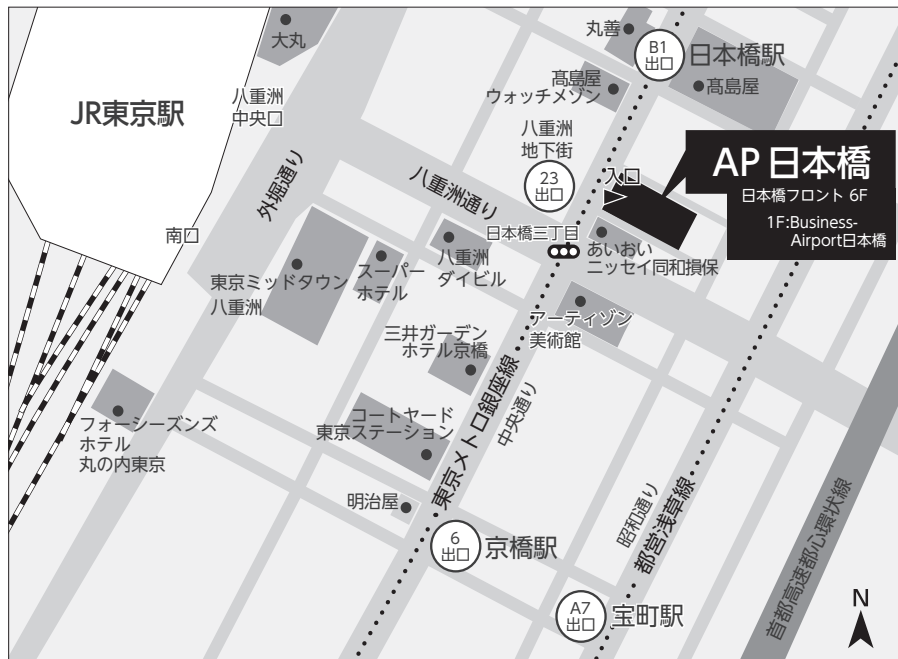 大丸
丸善
B1
出口
日本橋駅
髙島屋
ウォッチメゾン
髙島屋
JR東京駅
八重洲
中央口
八重洲
地下街
23
出口
入口
AP 日本橋
日本橋フロント 6F
1F:Business-
Airport日本橋
外堀通り
八重洲通り
南口
日本橋三丁目
あいおい
ニッセイ同和損保
東京ミッドタウン
八重洲
スーパー
ホテル
八重洲
ダイビル
アーティゾン
美術館
三井ガーデン
ホテル京橋
東京メトロ銀座線
中央通り
コートヤード
東京ステーション
フォーシーズンズ
ホテル
丸の内東京
明治屋
6
出口
京橋駅
昭和通り
都営浅草線
首都高速都心環状線
A7
出口
宝町駅
N